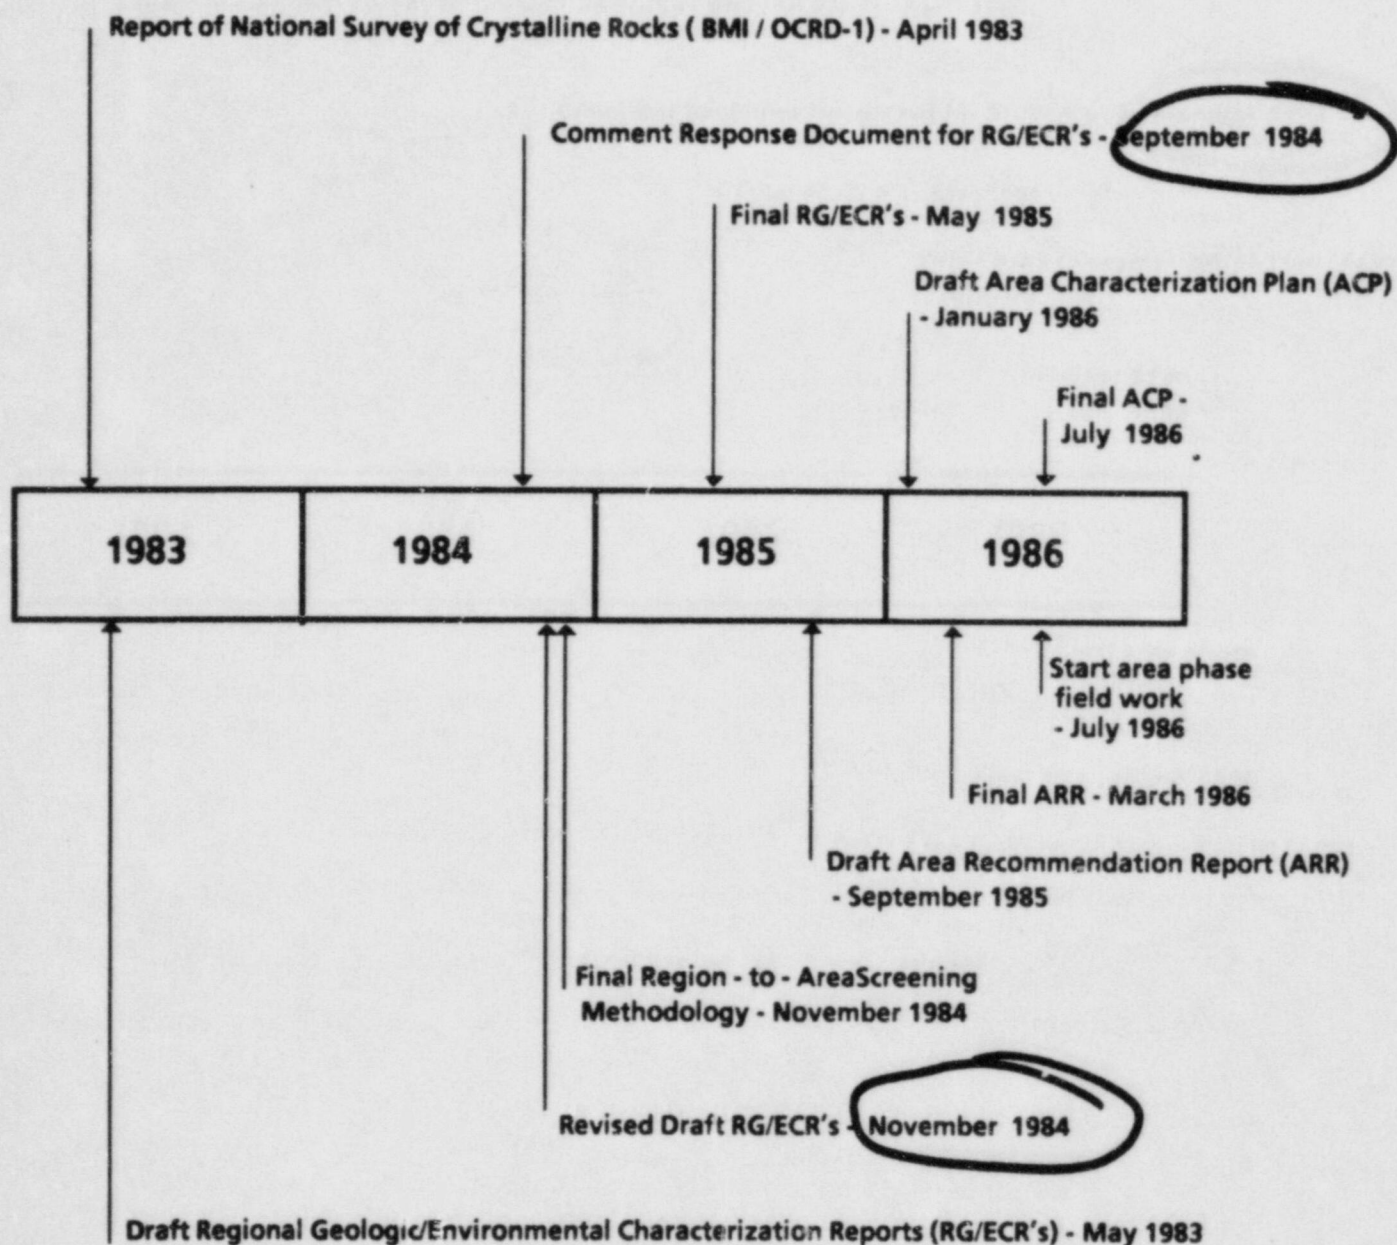 Report of National Survey of Crystalline Rocks ( BMI / OCRD-1) - April 1983
Comment Response Document for RG/ECR's - September 1984
Final RG/ECR's - May 1985
Draft Area Characterization Plan (ACP)
- January 1986
Final ACP -
July 1986
1983
1984
1985
1986
Start area phase
field work
- July 1986
Final ARR - March 1986
Draft Area Recommendation Report (ARR)
- September 1985
Final Region - to - AreaScreening
Methodology - November 1984
Revised Draft RG/ECR's - November 1984
Draft Regional Geologic/Environmental Characterization Reports (RG/ECR's) - May 1983